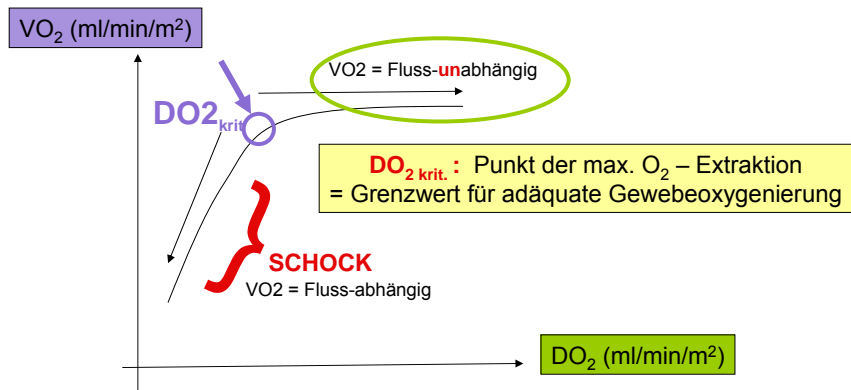 VO₂ (ml/min/m²)
VO2 = Fluss-unabhängig
DO2krit
DO₂ krit. : Punkt der max. O₂ – Extraktion
= Grenzwert für adäquate Gewebeoxygenierung
SCHOCK
VO2 = Fluss-abhängig
DO₂ (ml/min/m²)